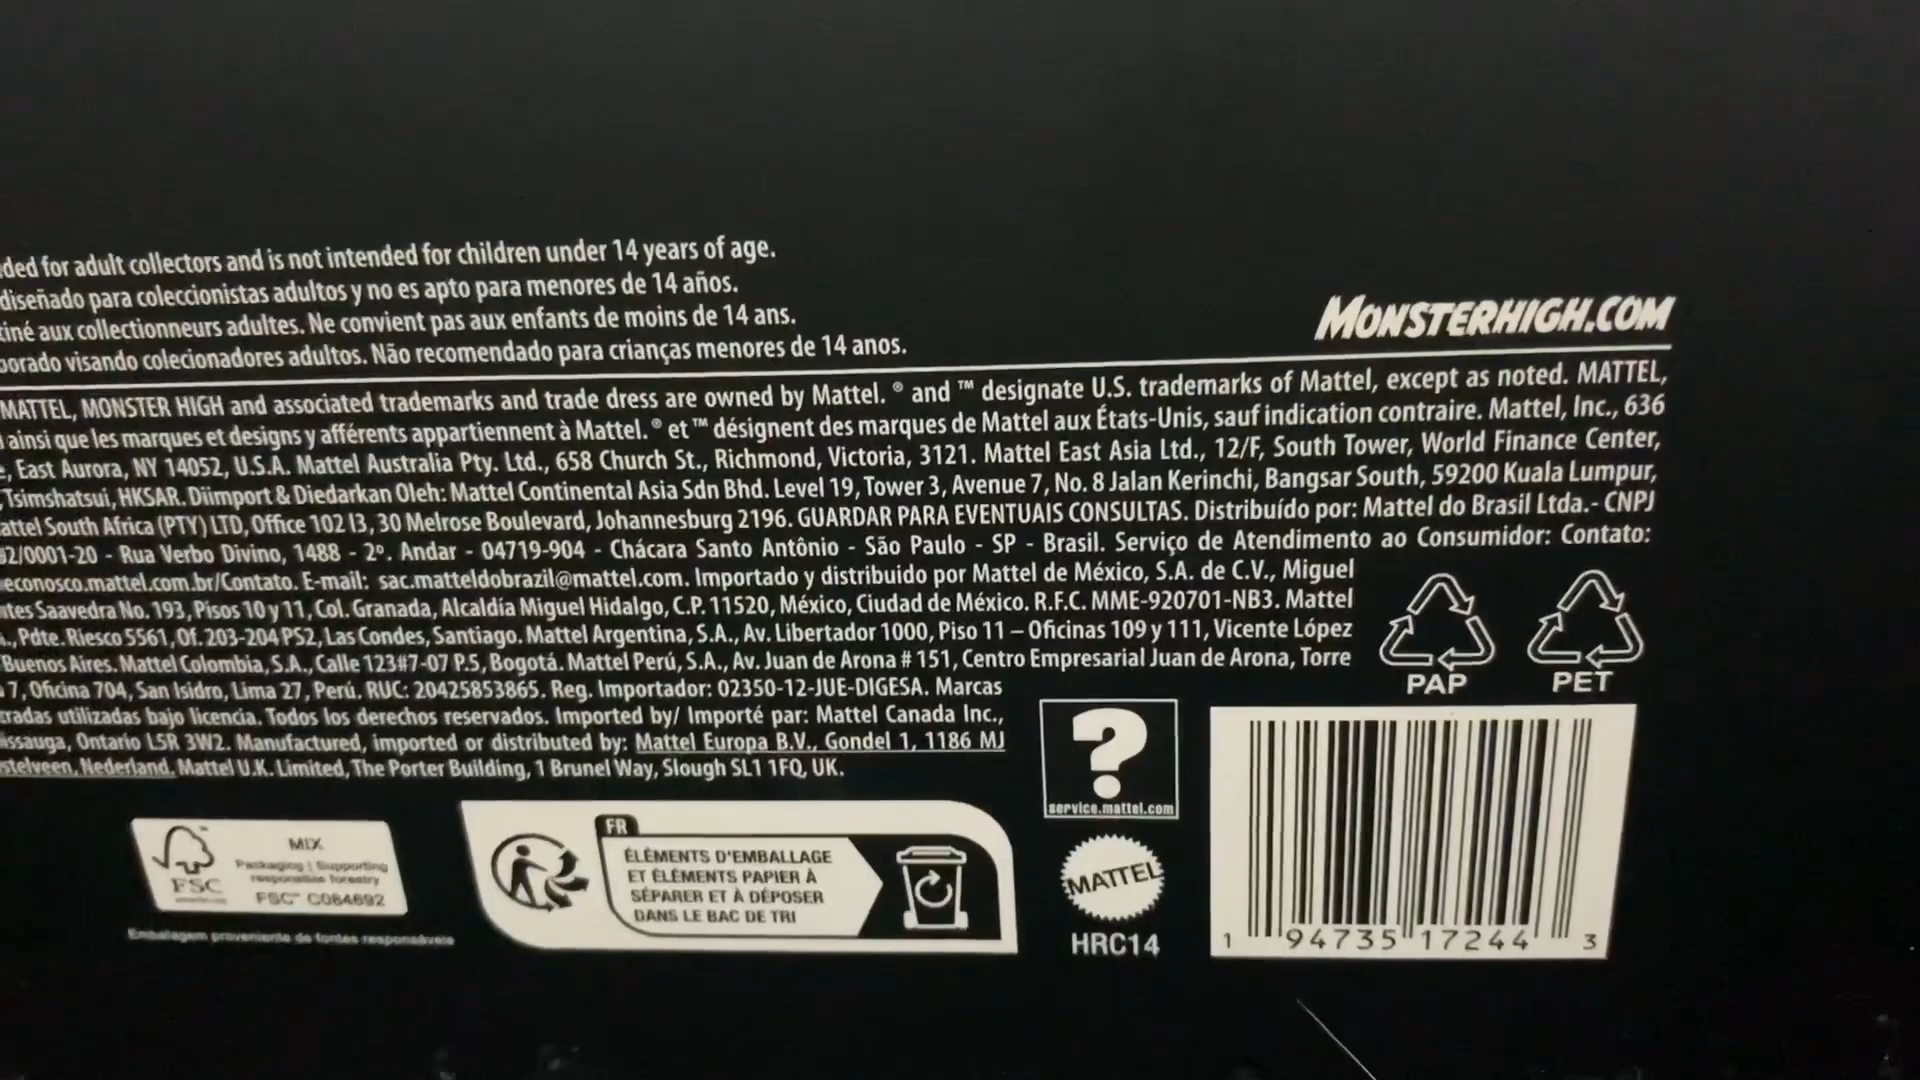 for adult collectors and is not intended for children under 14 years of age.
diseñado para coleccionistas adultos y no es apto para menores de 14 años.
aux collectionneurs adultes. Ne convient pas aux enfants de moins de 14 ans.
visando colecionadores adultos. Não recomendado para crianças menores de 14 anos.
MONSTERHIGH.COM
MATTEL, MONSTER HIGH and associated trademarks and trade dress are owned by Mattel. ® and ™ designate U.S. trademarks of Mattel, except as noted. MATTEL,
ainsi que les marques et designs y afférents appartiennent à Mattel. ® et ™ désignent des marques de Mattel aux États-Unis, sauf indication contraire. Mattel, Inc., 636
East Aurora, NY 14052, U.S.A. Mattel Australia Pty. Ltd., 658 Church St., Richmond, Victoria, 3121. Mattel East Asia Ltd., 12/F, South Tower, World Finance Center,
Tsimshatsui, HKSAR. Diimport & Diedarkan Oleh: Mattel Continental Asia Sdn Bhd. Level 19, Tower 3, Avenue 7, No. 8 Jalan Kerinchi, Bangsar South, 59200 Kuala Lumpur,
South Africa (PTY) LTD, Office 102 I3, 30 Melrose Boulevard, Johannesburg 2196. GUARDAR PARA EVENTUAIS CONSULTAS. Distribuído por: Mattel do Brasil Ltda.- CNPJ
2/0001-20 - Rua Verbo Divino, 1488 - 2º. Andar - 04719-904 - Chácara Santo Antônio - São Paulo - SP - Brasil. Serviço de Atendimento ao Consumidor: Contato:
econosco.mattel.com.br/Contato. E-mail: sac.matteldobrazil@mattel.com. Importado y distribuido por Mattel de México, S.A. de C.V., Miguel
Saavedra No. 193, Pisos 10 y 11, Col. Granada, Alcaldía Miguel Hidalgo, C.P. 11520, México, Ciudad de México. R.F.C. MME-920701-NB3. Mattel
Pdte. Riesco 5561, Of. 203-204 PS2, Las Condes, Santiago. Mattel Argentina, S.A., Av. Libertador 1000, Piso 11 – Oficinas 109 y 111, Vicente López
Buenos Aires. Mattel Colombia, S.A., Calle 123#7-07 P.5, Bogotá. Mattel Perú, S.A., Av. Juan de Arona # 151, Centro Empresarial Juan de Arona, Torre
7, Oficina 704, San Isidro, Lima 27, Perú. RUC: 20425853865. Reg. Importador: 02350-12-JUE-DIGESA. Marcas
utilizadas bajo licencia. Todos los derechos reservados. Imported by/ Importé par: Mattel Canada Inc.,
Ontario L5R 3W2. Manufactured, imported or distributed by: Mattel Europa B.V., Gondel 1, 1186 MJ
Nederland. Mattel U.K. Limited, The Porter Building, 1 Brunel Way, Slough SL1 1FQ, UK.
PAP
PET
?
service.mattel.com
MATTEL
HRC14
1 94735 17244 3
FSC
MIX
Packaging | Supporting
responsible forestry
FSC™ C084692
Embalagem proveniente de fontes responsáveis
FR
ÉLÉMENTS D'EMBALLAGE
ET ÉLÉMENTS PAPIER À
SÉPARER ET À DÉPOSER
DANS LE BAC DE TRI